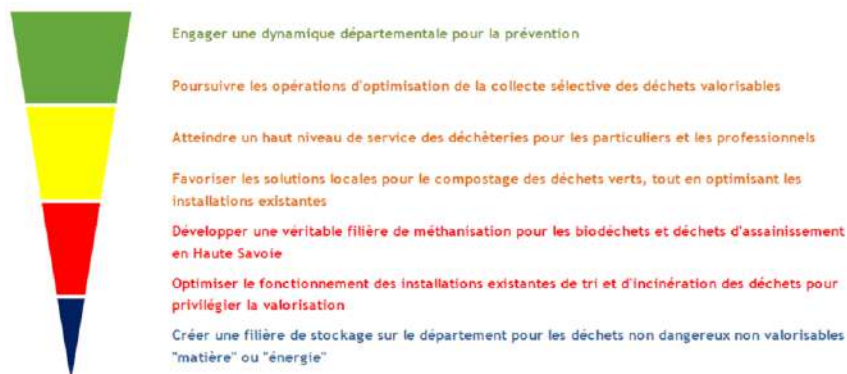 Engager une dynamique départementale pour la prévention
Poursuivre les opérations d'optimisation de la collecte sélective des déchets valorisables
Atteindre un haut niveau de service des déchèteries pour les particuliers et les professionnels
Favoriser les solutions locales pour le compostage des déchets verts, tout en optimisant les
installations existantes
Développer une véritable filière de méthanisation pour les biodéchets et déchets d'assainissement
en Haute Savoie
Optimiser le fonctionnement des installations existantes de tri et d'incinération des déchets pour
privilégier la valorisation
Créer une filière de stockage sur le département pour les déchets non dangereux non valorisables
"matière" ou "énergie"